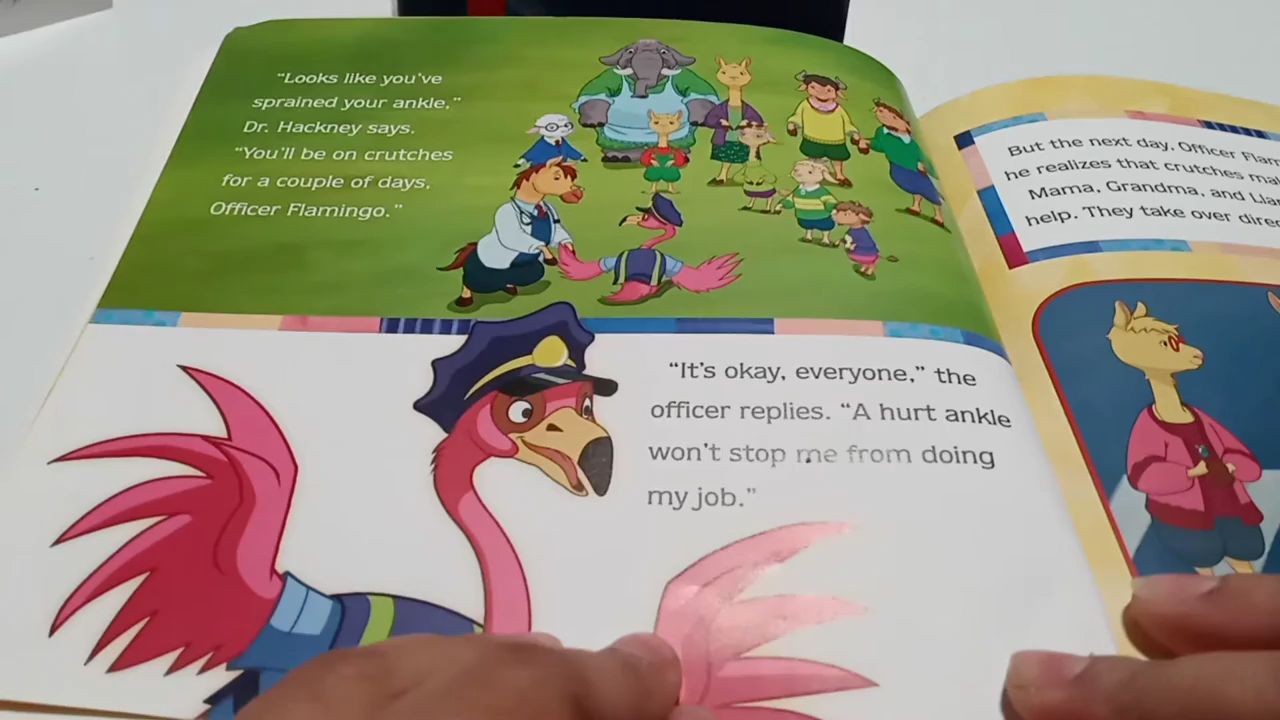 "Looks like you've
sprained your ankle,"
Dr. Hackney says.
"You'll be on crutches
for a couple of days,
Officer Flamingo."
"It's okay, everyone," the
officer replies. "A hurt ankle
won't stop me from doing
my job."
But the next day, Officer
he realizes that crutches
Mama, Grandma, and
help. They take over